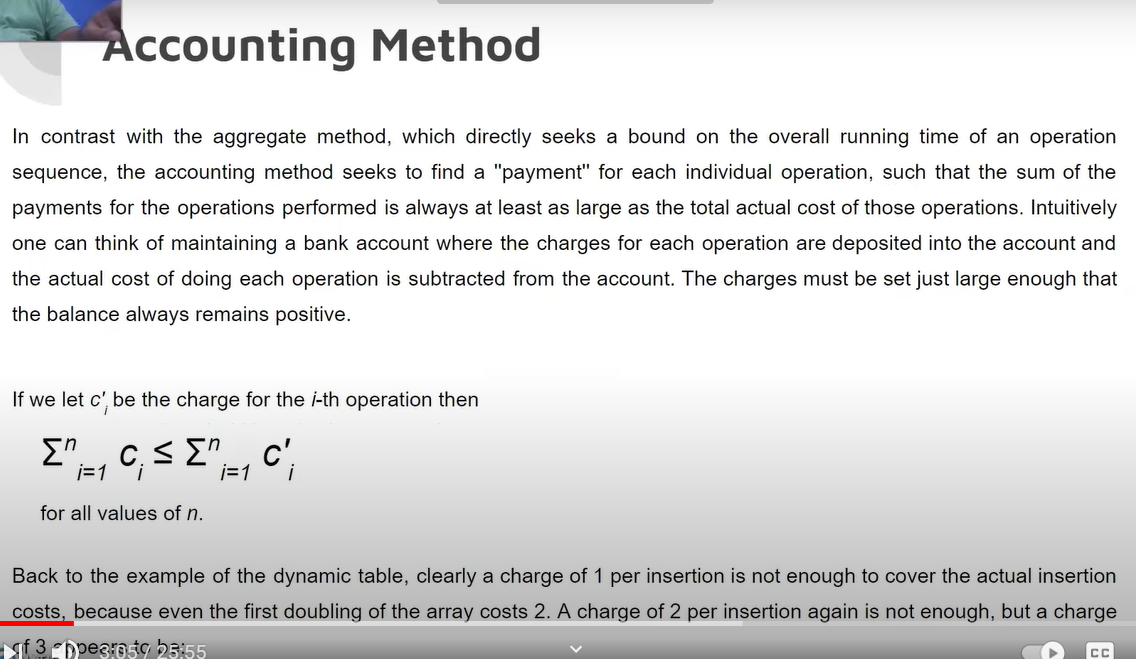 Accounting Method
In contrast with the aggregate method, which directly seeks a bound on the overall running time of an operation
sequence, the accounting method seeks to find a "payment" for each individual operation, such that the sum of the
payments for the operations performed is always at least as large as the total actual cost of those operations. Intuitively
one can think of maintaining a bank account where the charges for each operation are deposited into the account and
the actual cost of doing each operation is subtracted from the account. The charges must be set just large enough that
the balance always remains positive.
If we let c'ᵢ be the charge for the i-th operation then
Σⁿᵢ₌₁ cᵢ ≤ Σⁿᵢ₌₁ c'ᵢ
for all values of n.
Back to the example of the dynamic table, clearly a charge of 1 per insertion is not enough to cover the actual insertion
costs, because even the first doubling of the array costs 2. A charge of 2 per insertion again is not enough, but a charge
of 3 appears to be:
3:05 / 25:55
CC